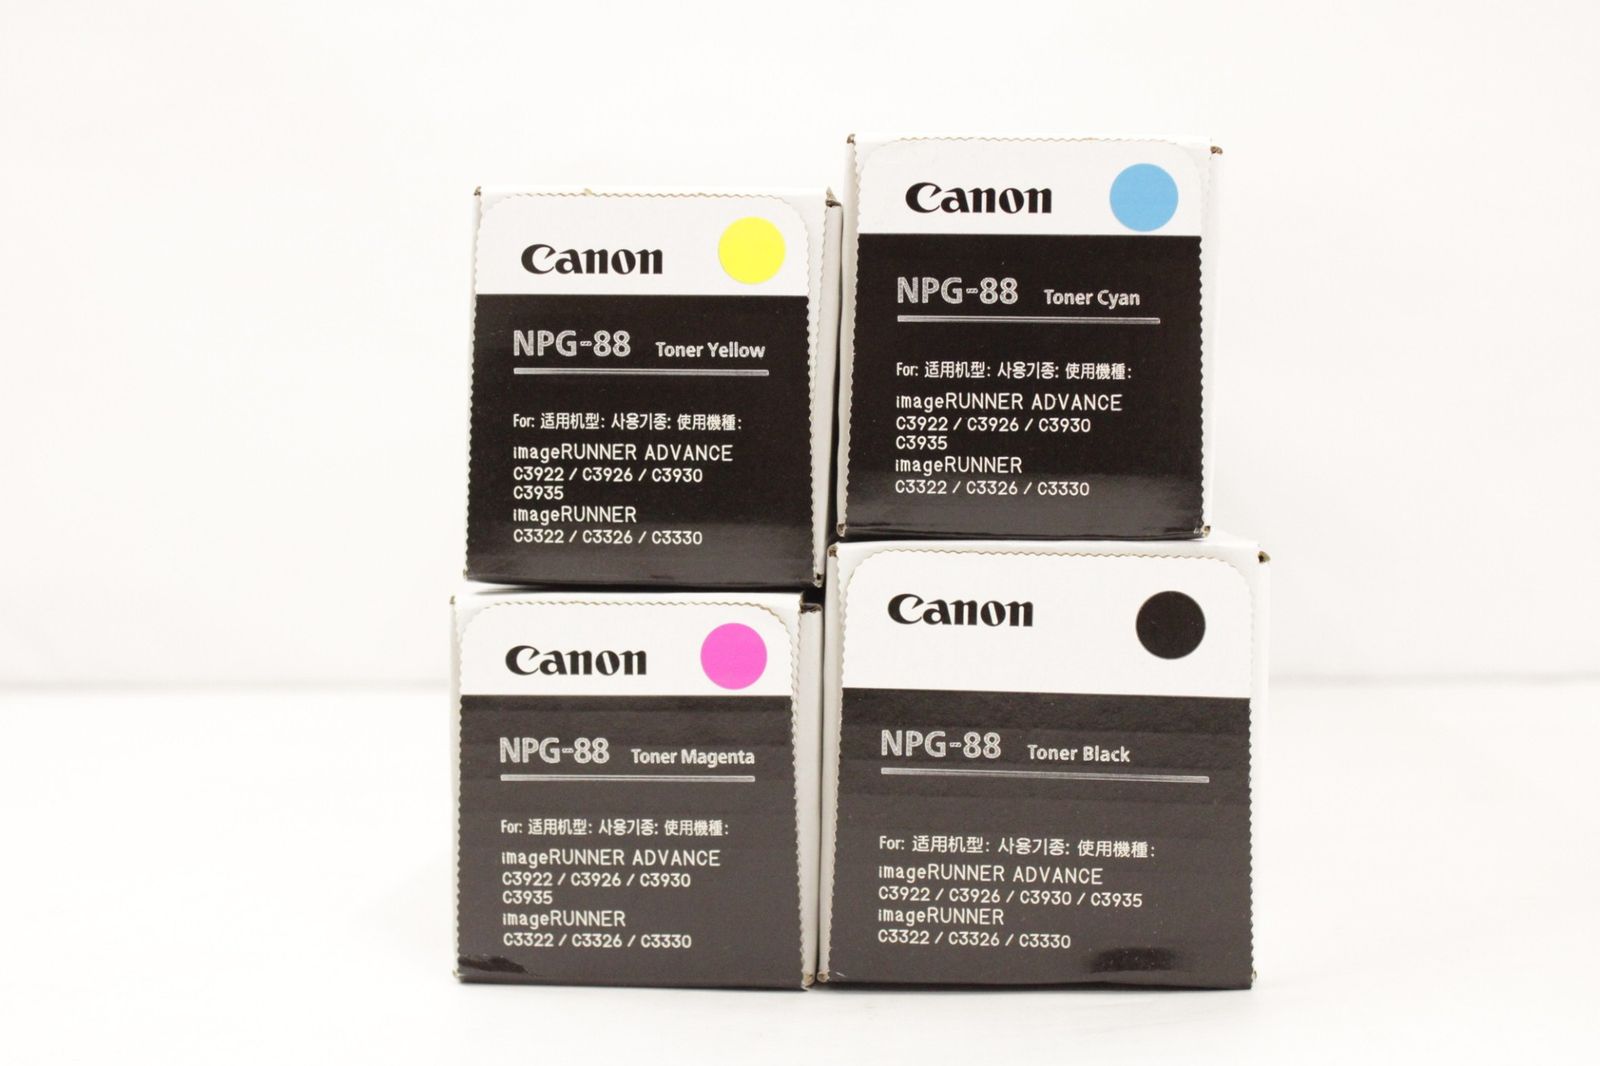 Canon
NPG-88 Toner Yellow
For: 适用机型: 사용기종: 使用機種:
imageRUNNER ADVANCE
C3922 / C3926 / C3930
C3935
imageRUNNER
C3322 / C3326 / C3330
Canon
NPG-88 Toner Cyan
For: 适用机型: 사용기종: 使用機種:
imageRUNNER ADVANCE
C3922 / C3926 / C3930
C3935
imageRUNNER
C3322 / C3326 / C3330
Canon
NPG-88 Toner Magenta
For: 适用机型: 사용기종: 使用機種:
imageRUNNER ADVANCE
C3922 / C3926 / C3930
C3935
imageRUNNER
C3322 / C3326 / C3330
Canon
NPG-88 Toner Black
For: 适用机型: 사용기종: 使用機種:
imageRUNNER ADVANCE
C3922 / C3926 / C3930 / C3935
imageRUNNER
C3322 / C3326 / C3330